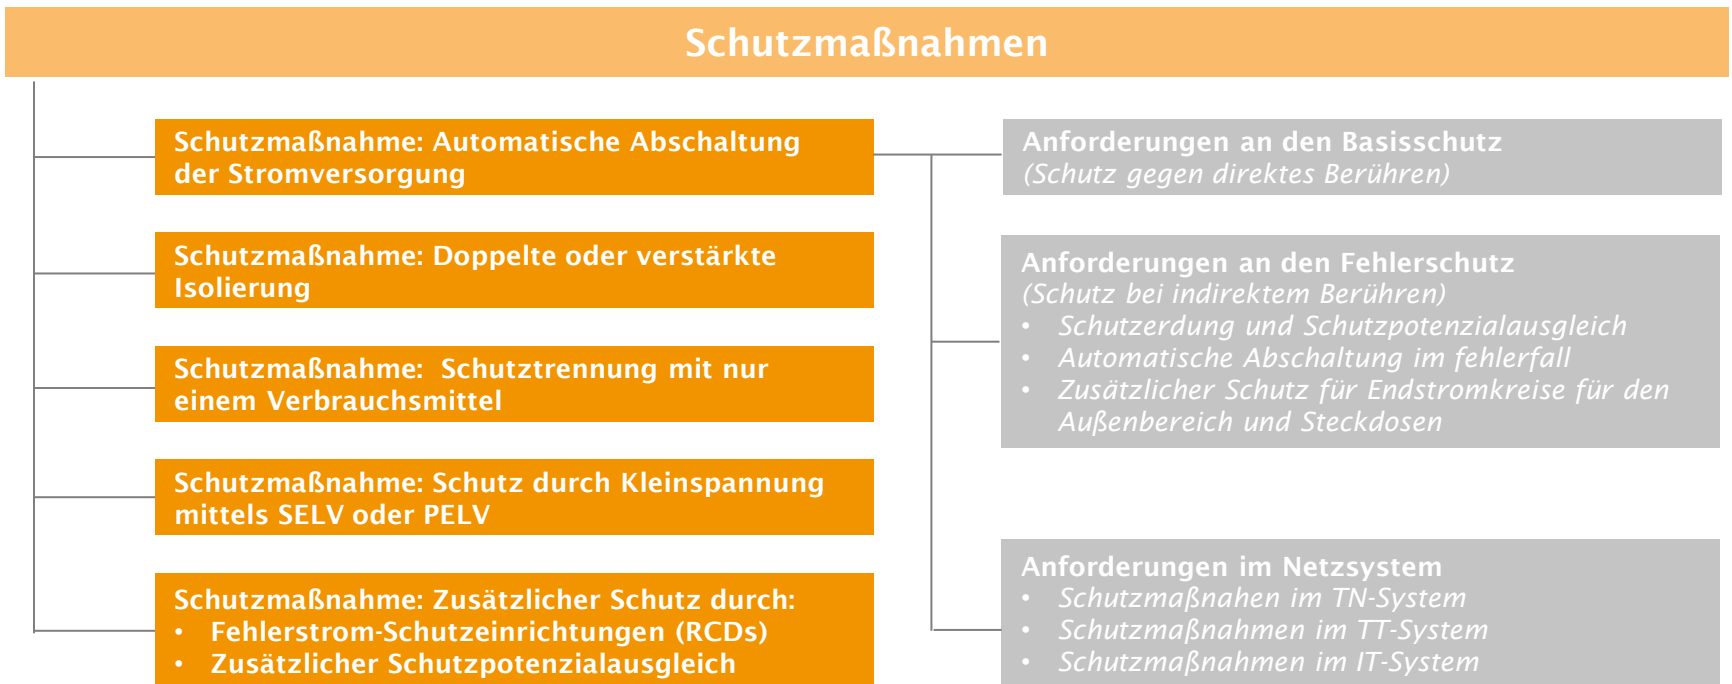 Schutzmaßnahmen
Schutzmaßnahme: Automatische Abschaltung
der Stromversorgung
Schutzmaßnahme: Doppelte oder verstärkte
Isolierung
Schutzmaßnahme:  Schutztrennung mit nur
einem Verbrauchsmittel
Schutzmaßnahme: Schutz durch Kleinspannung
mittels SELV oder PELV
Schutzmaßnahme: Zusätzlicher Schutz durch:
• Fehlerstrom-Schutzeinrichtungen (RCDs)
• Zusätzlicher Schutzpotenzialausgleich
Anforderungen an den Basisschutz
(Schutz gegen direktes Berühren)
Anforderungen an den Fehlerschutz
(Schutz bei indirektem Berühren)
• Schutzerdung und Schutzpotenzialausgleich
• Automatische Abschaltung im fehlerfall
• Zusätzlicher Schutz für Endstromkreise für den
Außenbereich und Steckdosen
Anforderungen im Netzsystem
• Schutzmaßnahen im TN-System
• Schutzmaßnahmen im TT-System
• Schutzmaßnahmen im IT-System